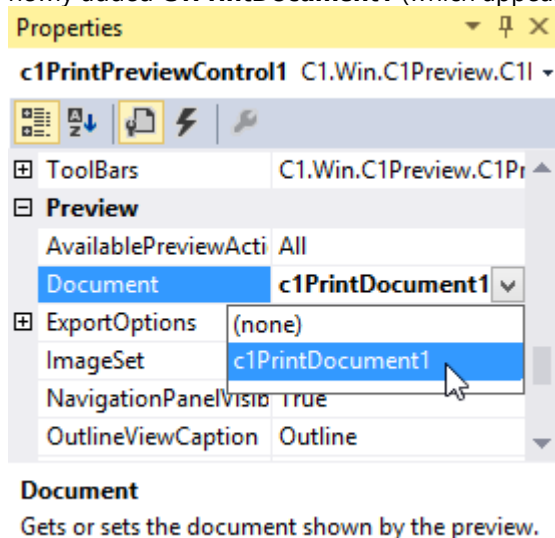 Properties
c1PrintPreviewControl1 C1.Win.C1Preview.C1
ToolBars C1.Win.C1Preview.C1Pr
Preview
AvailablePreviewActi All
Document c1PrintDocument1
ExportOptions (none)
ImageSet c1PrintDocument1
NavigationPanelVisib True
OutlineViewCaption Outline
Document
Gets or sets the document shown by the preview.